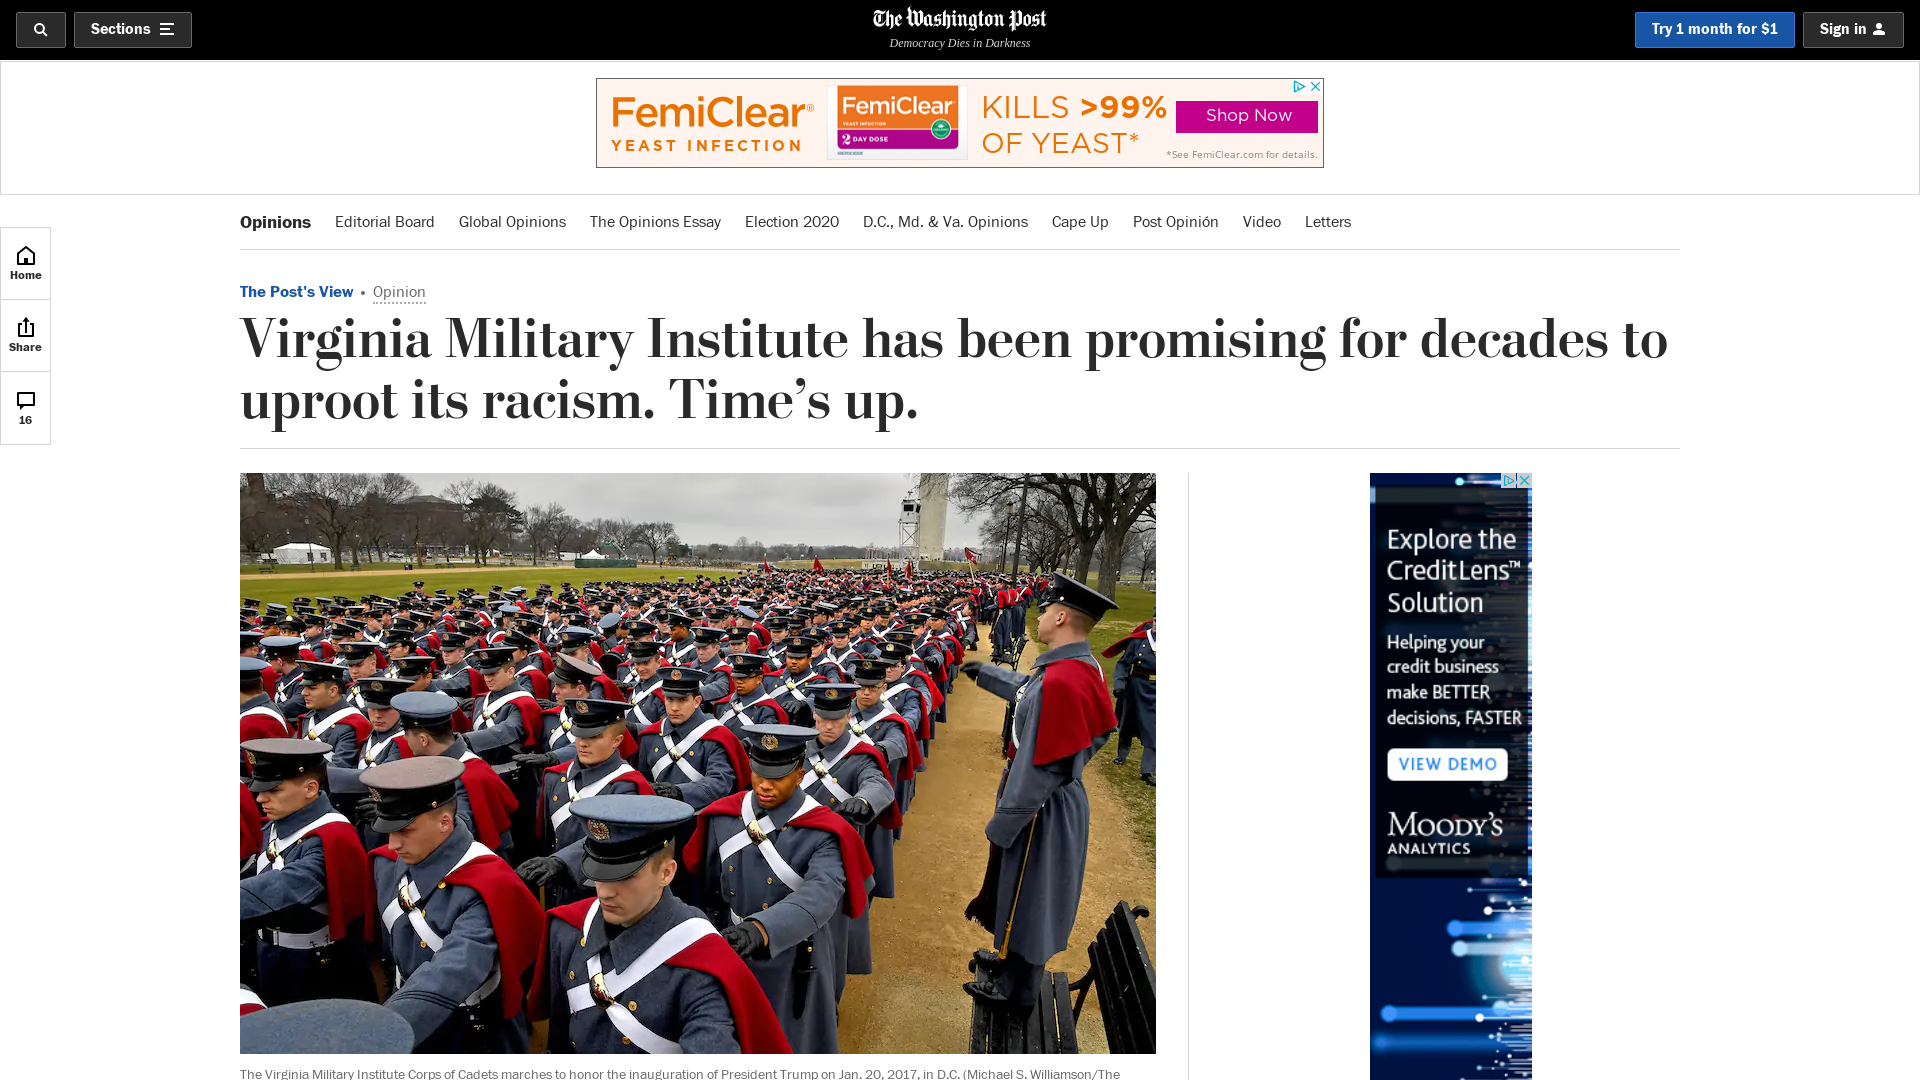 Sections
The Washington Post
Democracy Dies in Darkness
Try 1 month for $1
Sign in
FemiClear®
YEAST INFECTION
FemiClear
YEAST INFECTION
2 DAY DOSE
KILLS >99%
OF YEAST*
Shop Now
*See FemiClear.com for details.
Opinions Editorial Board Global Opinions The Opinions Essay Election 2020 D.C., Md. & Va. Opinions Cape Up Post Opinión Video Letters
Home
Share
16
The Post's View • Opinion
Virginia Military Institute has been promising for decades to
uproot its racism. Time’s up.
Explore the
CreditLens™
Solution
Helping your
credit business
make BETTER
decisions, FASTER
VIEW DEMO
MOODY'S
ANALYTICS
The Virginia Military Institute Corps of Cadets marches to honor the inauguration of President Trump on Jan. 20, 2017, in D.C. (Michael S. Williamson/The